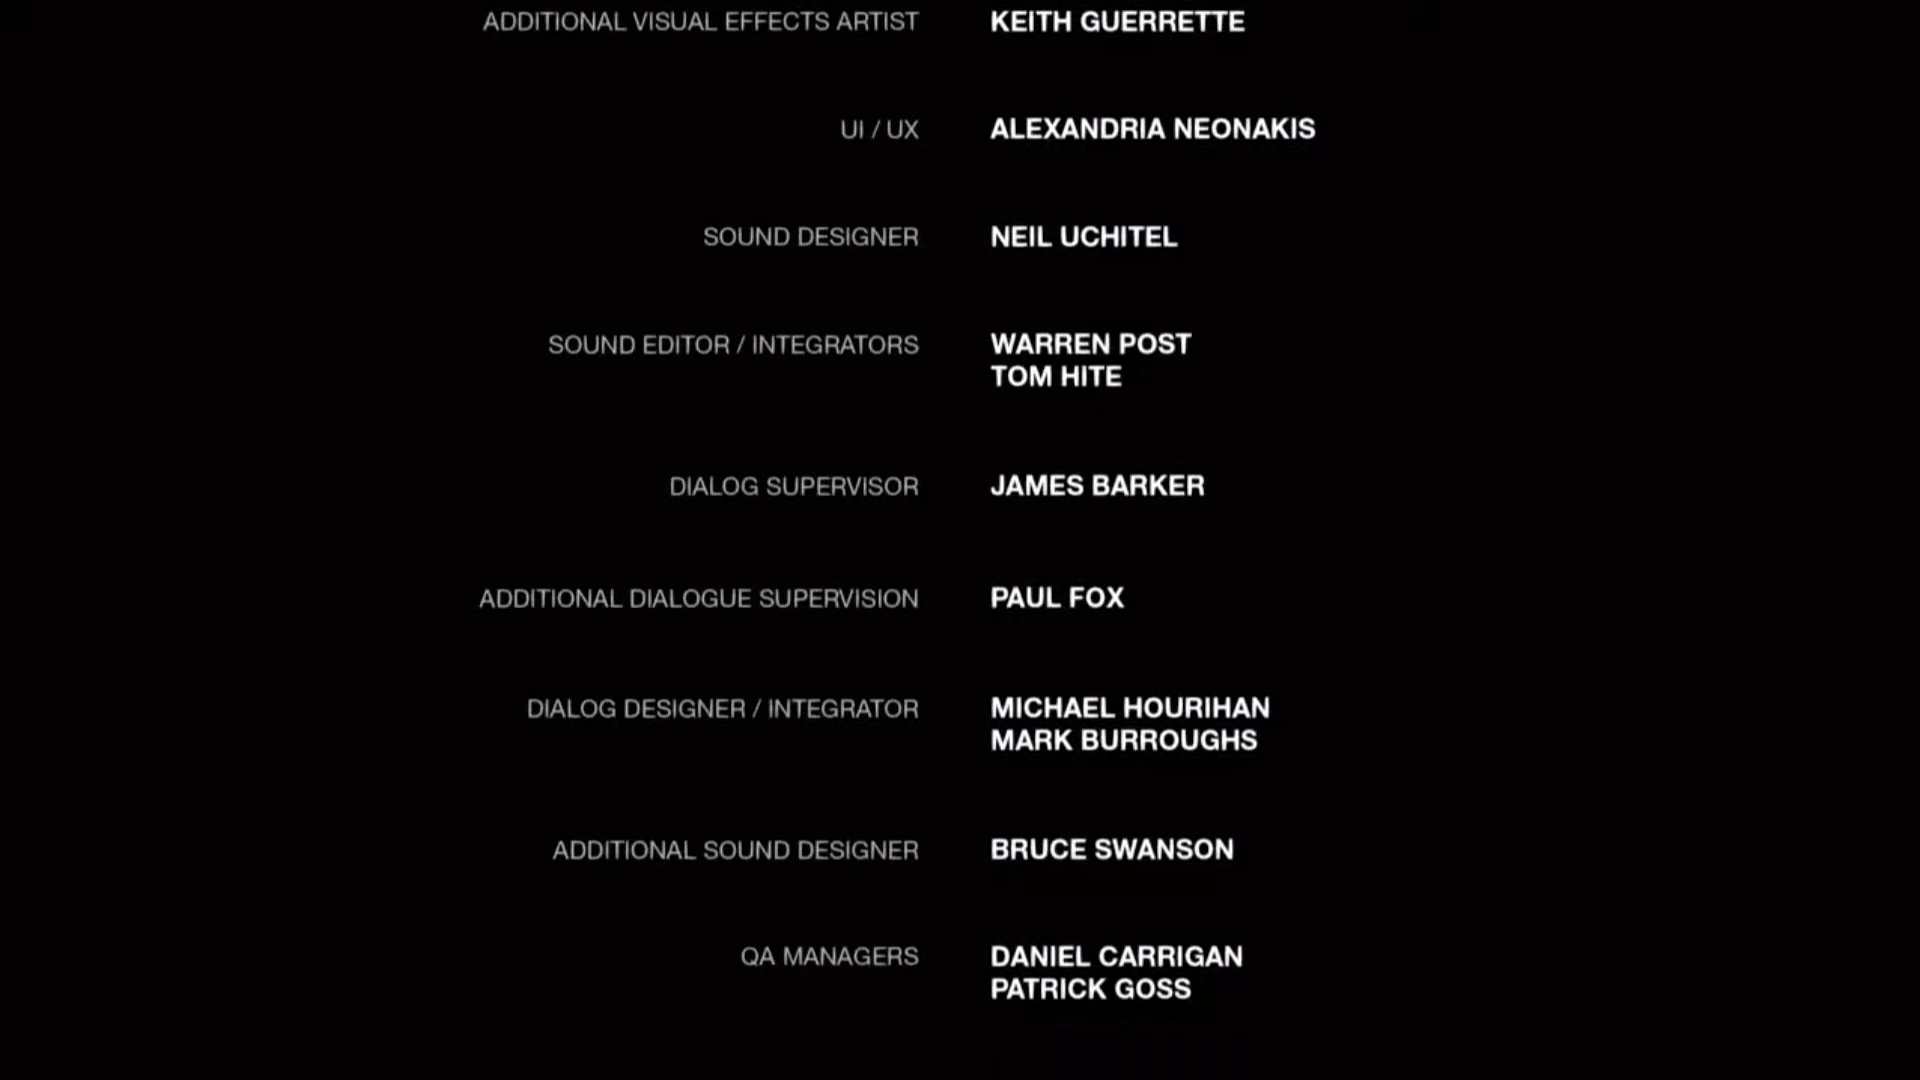 ADDITIONAL VISUAL EFFECTS ARTIST KEITH GUERRETTE
UI / UX ALEXANDRIA NEONAKIS
SOUND DESIGNER NEIL UCHITEL
SOUND EDITOR / INTEGRATORS WARREN POST
TOM HITE
DIALOG SUPERVISOR JAMES BARKER
ADDITIONAL DIALOGUE SUPERVISION PAUL FOX
DIALOG DESIGNER / INTEGRATOR MICHAEL HOURIHAN
MARK BURROUGHS
ADDITIONAL SOUND DESIGNER BRUCE SWANSON
QA MANAGERS DANIEL CARRIGAN
PATRICK GOSS